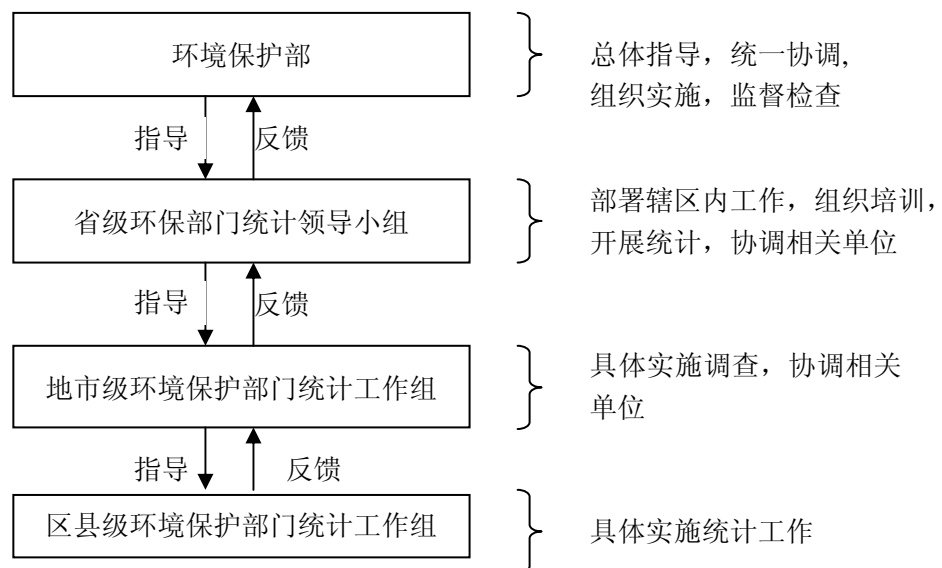 环境保护部
总体指导，统一协调,
组织实施，监督检查
指导
反馈
省级环保部门统计领导小组
部署辖区内工作，组织培训，
开展统计，协调相关单位
指导
反馈
地市级环境保护部门统计工作组
具体实施调查，协调相关
单位
指导
反馈
区县级环境保护部门统计工作组
具体实施统计工作